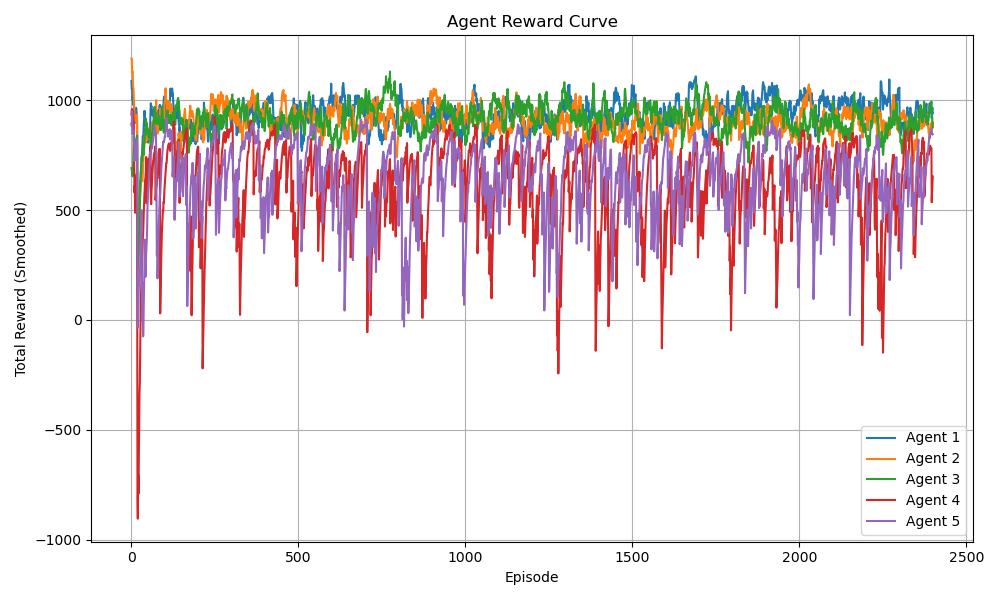 Agent Reward Curve
Total Reward (Smoothed)
1000
500
0
−500
−1000
0
500
1000
1500
2000
2500
Episode
Agent 1
Agent 2
Agent 3
Agent 4
Agent 5